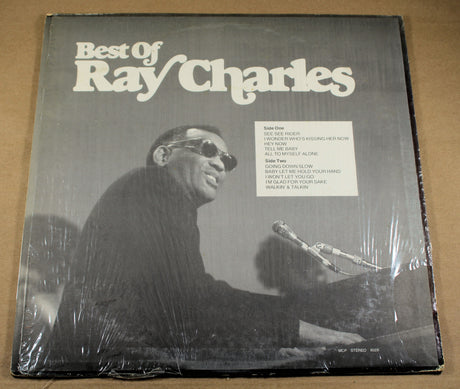 Best Of
Ray Charles
Side One
SEE SEE RIDER
I WONDER WHO'S KISSING HER NOW
HEY NOW
TELL ME BABY
ALL TO MYSELF ALONE
Side Two
GOING DOWN SLOW
BABY LET ME HOLD YOUR HAND
I WON'T LET YOU GO
I'M GLAD FOR YOUR SAKE
WALKIN' & TALKIN'
MCP STEREO